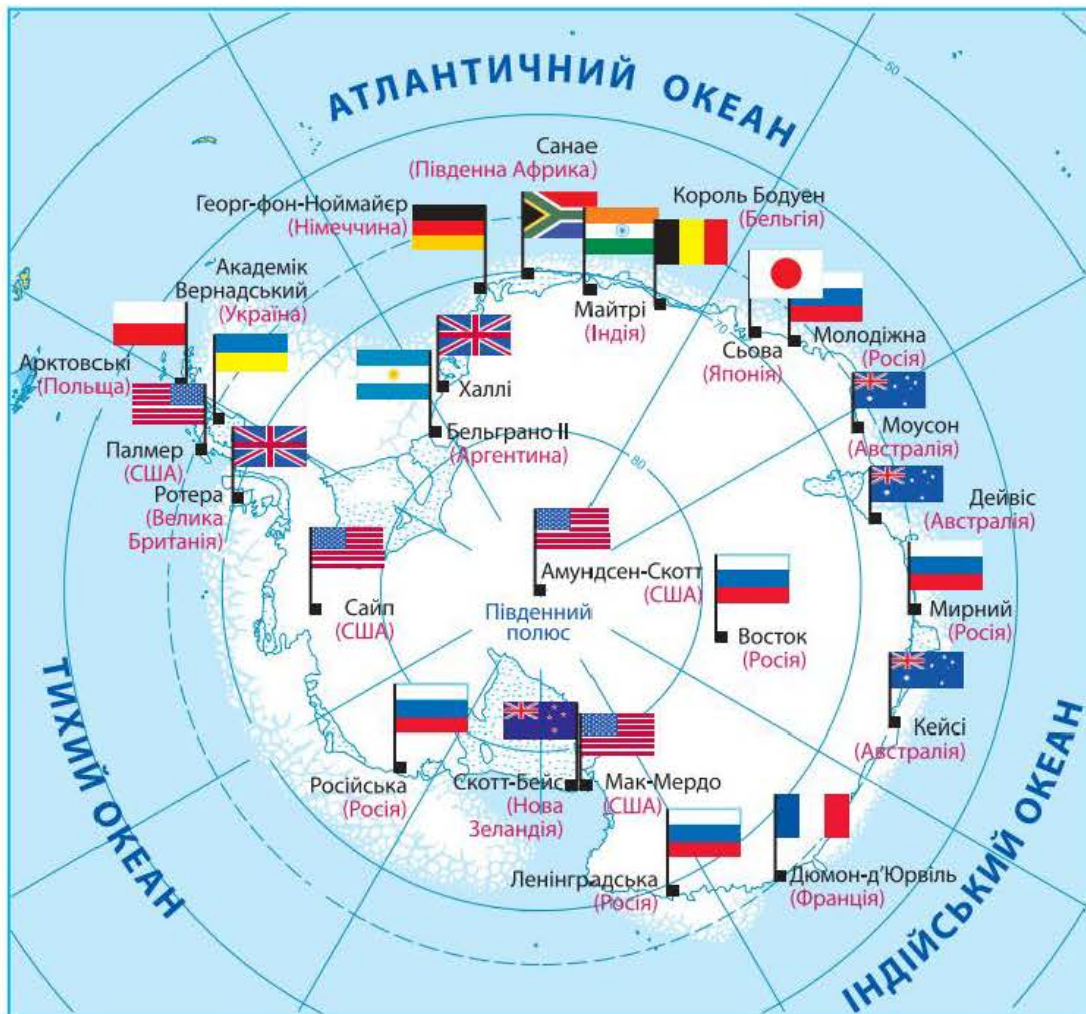 АТЛАНТИЧНИЙ ОКЕАН
50
Санае
(Південна Африка)
Георг-фон-Ноймайєр
(Німеччина)
Король Бодуен
(Бельгія)
Академік
Вернадський
(Україна)
Майтрі
(Індія)
70
Сьова
(Японія)
Молодіжна
(Росія)
Арктовські
(Польща)
Халлі
Бельграно II
(Аргентина)
Моусон
(Австралія)
Палмер
(США)
80
Ротера
(Велика
Британія)
Дейвіс
(Австралія)
Амундсен-Скотт
(США)
Південний
полюс
Сайп
(США)
Мирний
(Росія)
Восток
(Росія)
Кейсі
(Австралія)
Російська
(Росія)
Скотт-Бейс
(Нова
Зеландія)
Мак-Мердо
(США)
Ленінградська
(Росія)
Дюмон-д’Юрвіль
(Франція)
ТИХИЙ ОКЕАН
ІНДІЙСЬКИЙ ОКЕАН